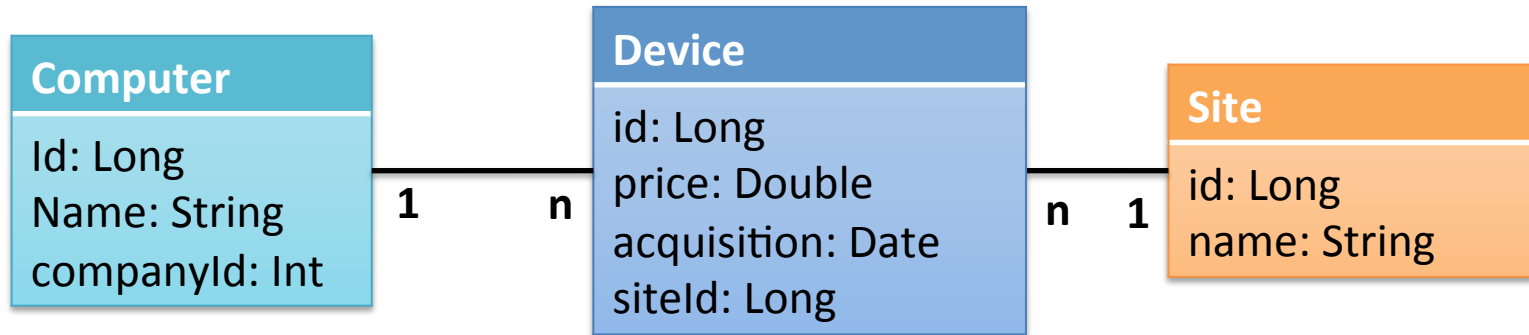 Computer
Id: Long
Name: String
companyId: Int
1
n
Device
id: Long
price: Double
acquisition: Date
siteId: Long
n
1
Site
id: Long
name: String